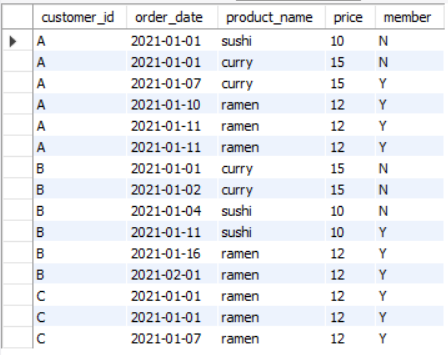 customer_id order_date product_name price member
A 2021-01-01 sushi 10 N
A 2021-01-01 curry 15 N
A 2021-01-07 curry 15 Y
A 2021-01-10 ramen 12 Y
A 2021-01-11 ramen 12 Y
A 2021-01-11 ramen 12 Y
B 2021-01-01 curry 15 N
B 2021-01-02 curry 15 N
B 2021-01-04 sushi 10 N
B 2021-01-11 sushi 10 Y
B 2021-01-16 ramen 12 Y
B 2021-02-01 ramen 12 Y
C 2021-01-01 ramen 12 Y
C 2021-01-01 ramen 12 Y
C 2021-01-07 ramen 12 Y